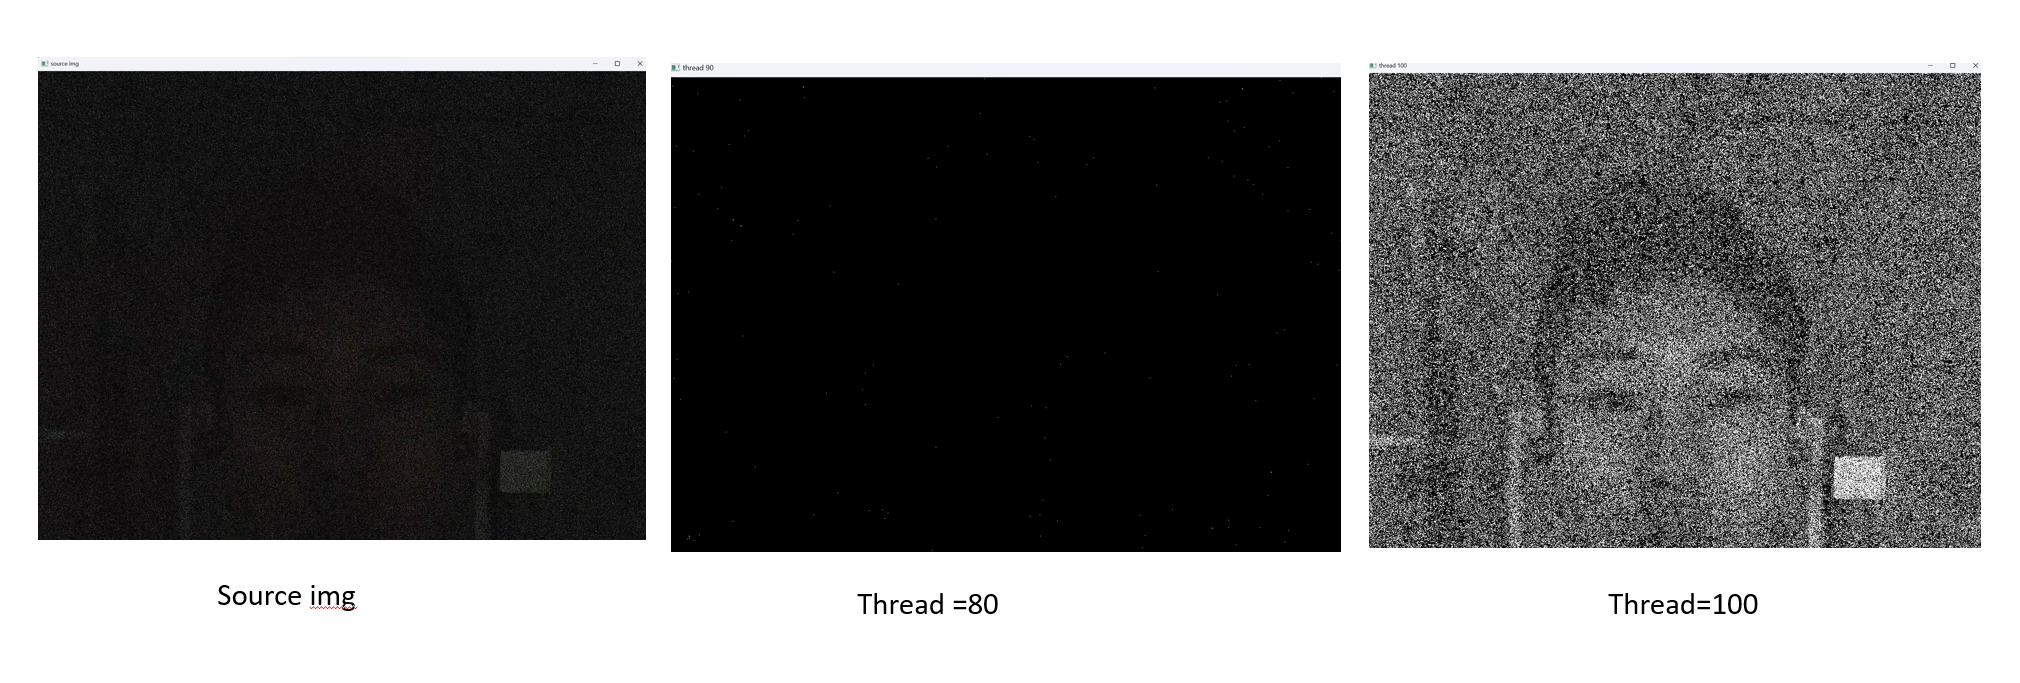 source img
thread 90
thread 100
Source img
Thread =80
Thread=100